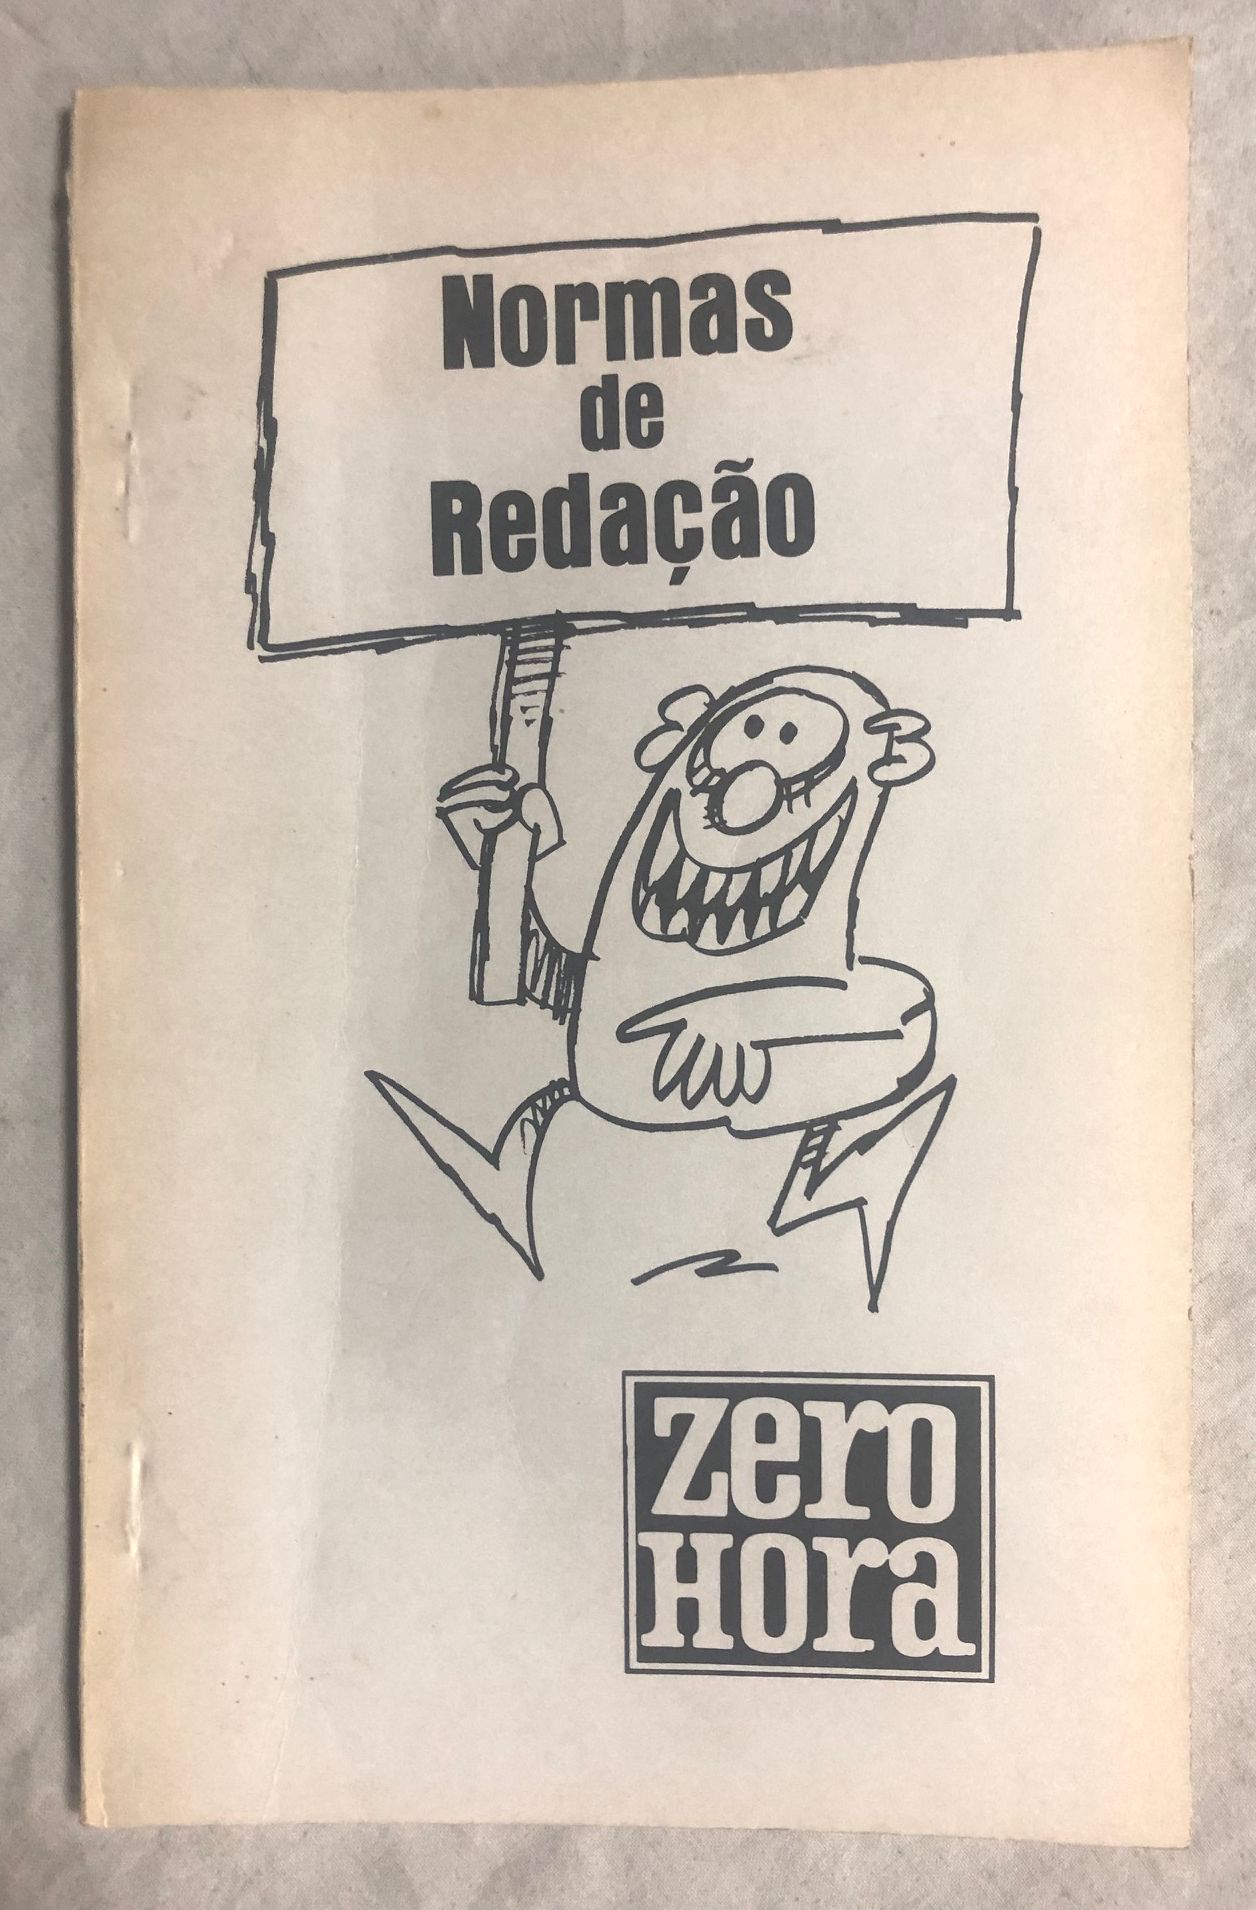 Normas
de
Redação
zero
Hora